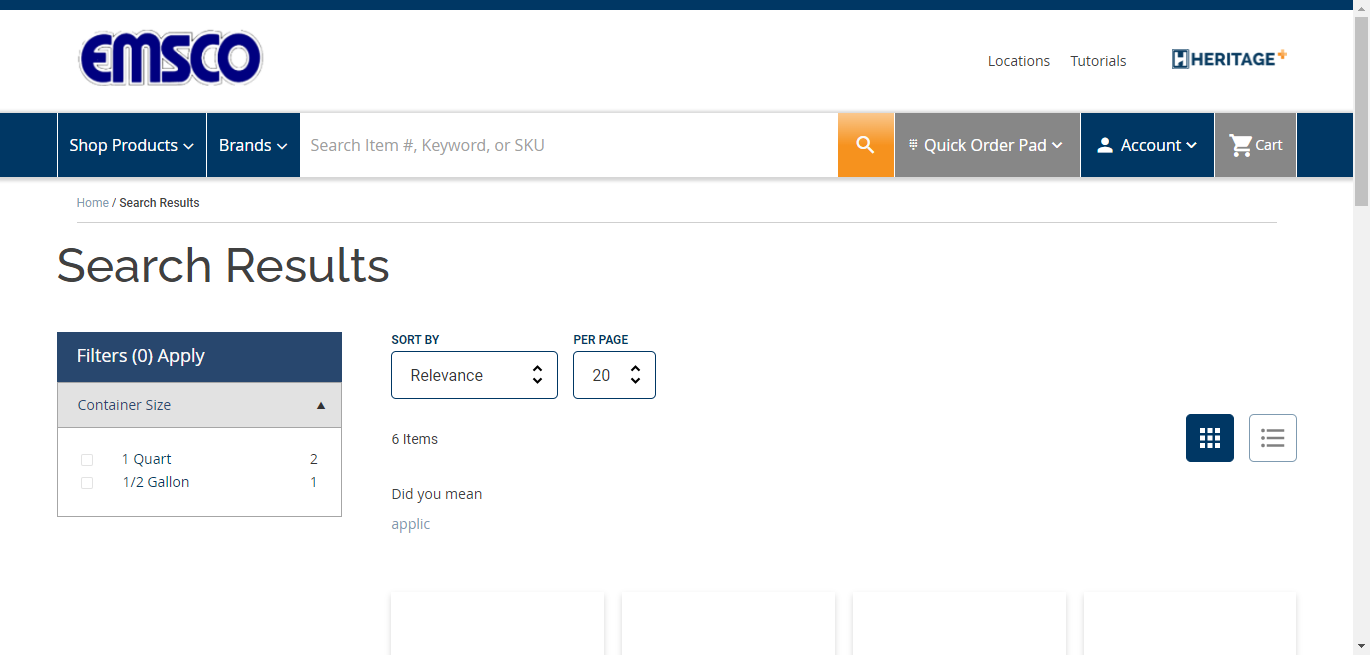 EMSCO
Locations
Tutorials
HERITAGE+
Shop Products
Brands
Search Item #, Keyword, or SKU
Quick Order Pad
Account
Cart
Home / Search Results
Search Results
Filters (0) Apply
Container Size
1 Quart 2
1/2 Gallon 1
SORT BY
Relevance
PER PAGE
20
6 Items
Did you mean
applic